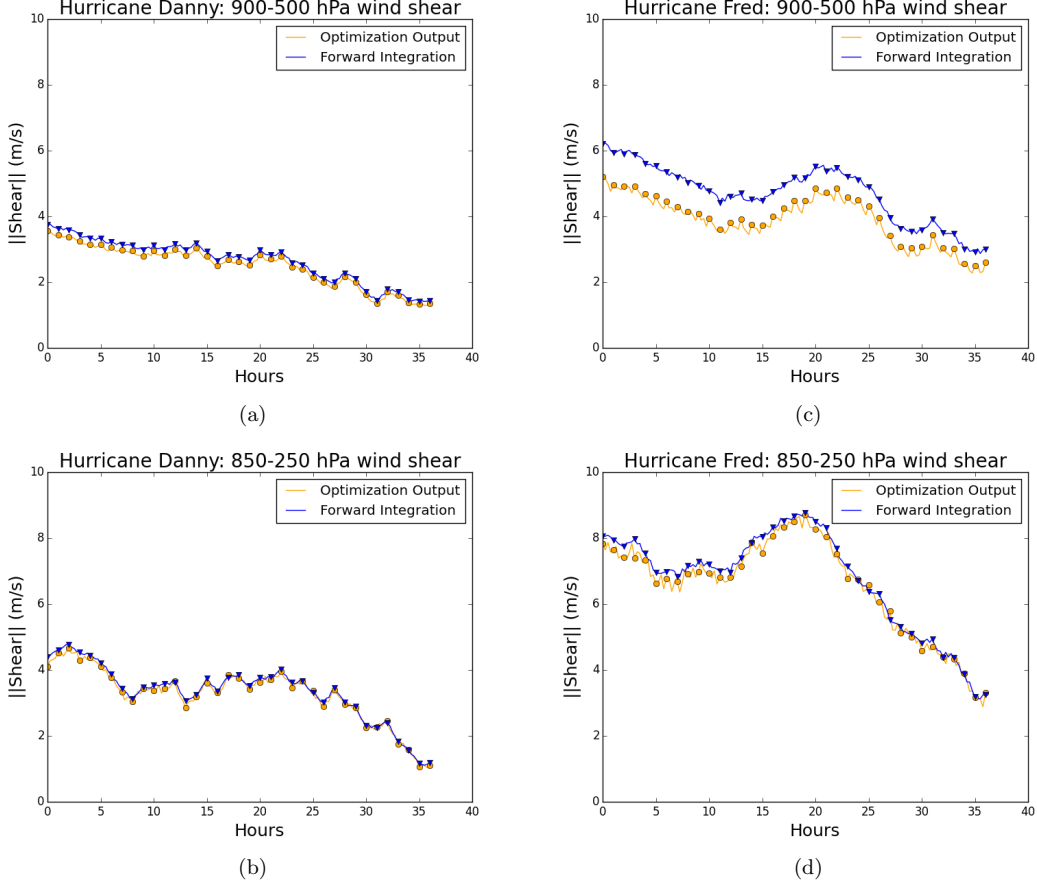 Hurricane Danny: 900-500 hPa wind shear
Optimization Output
Forward Integration
||Shear|| (m/s)
10
8
6
4
2
0
0 5 10 15 20 25 30 35 40
Hours
(a)
Hurricane Fred: 900-500 hPa wind shear
Optimization Output
Forward Integration
||Shear|| (m/s)
10
8
6
4
2
0
0 5 10 15 20 25 30 35 40
Hours
(c)
Hurricane Danny: 850-250 hPa wind shear
Optimization Output
Forward Integration
||Shear|| (m/s)
10
8
6
4
2
0
0 5 10 15 20 25 30 35 40
Hours
(b)
Hurricane Fred: 850-250 hPa wind shear
Optimization Output
Forward Integration
||Shear|| (m/s)
10
8
6
4
2
0
0 5 10 15 20 25 30 35 40
Hours
(d)